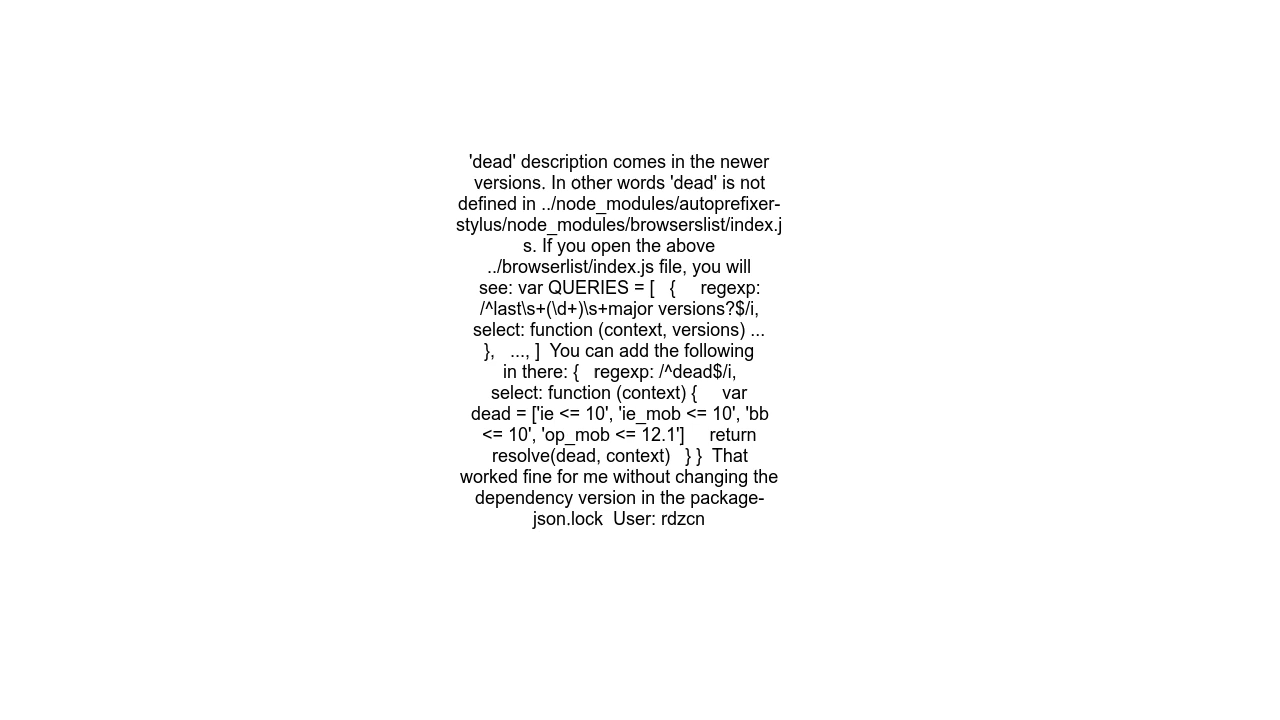 'dead' description comes in the newer
versions. In other words 'dead' is not
defined in ../node_modules/autoprefixer-
stylus/node_modules/browserslist/index.j
s. If you open the above
../browserlist/index.js file, you will
see: var QUERIES = [   {     regexp:
/^last\s+(\d+)\s+major versions?$/i,
select: function (context, versions) ...
},   ..., ]  You can add the following
in there: {   regexp: /^dead$/i,
select: function (context) {     var
dead = ['ie <= 10', 'ie_mob <= 10', 'bb
<= 10', 'op_mob <= 12.1']     return
resolve(dead, context)   } }  That
worked fine for me without changing the
dependency version in the package-
json.lock  User: rdzcn